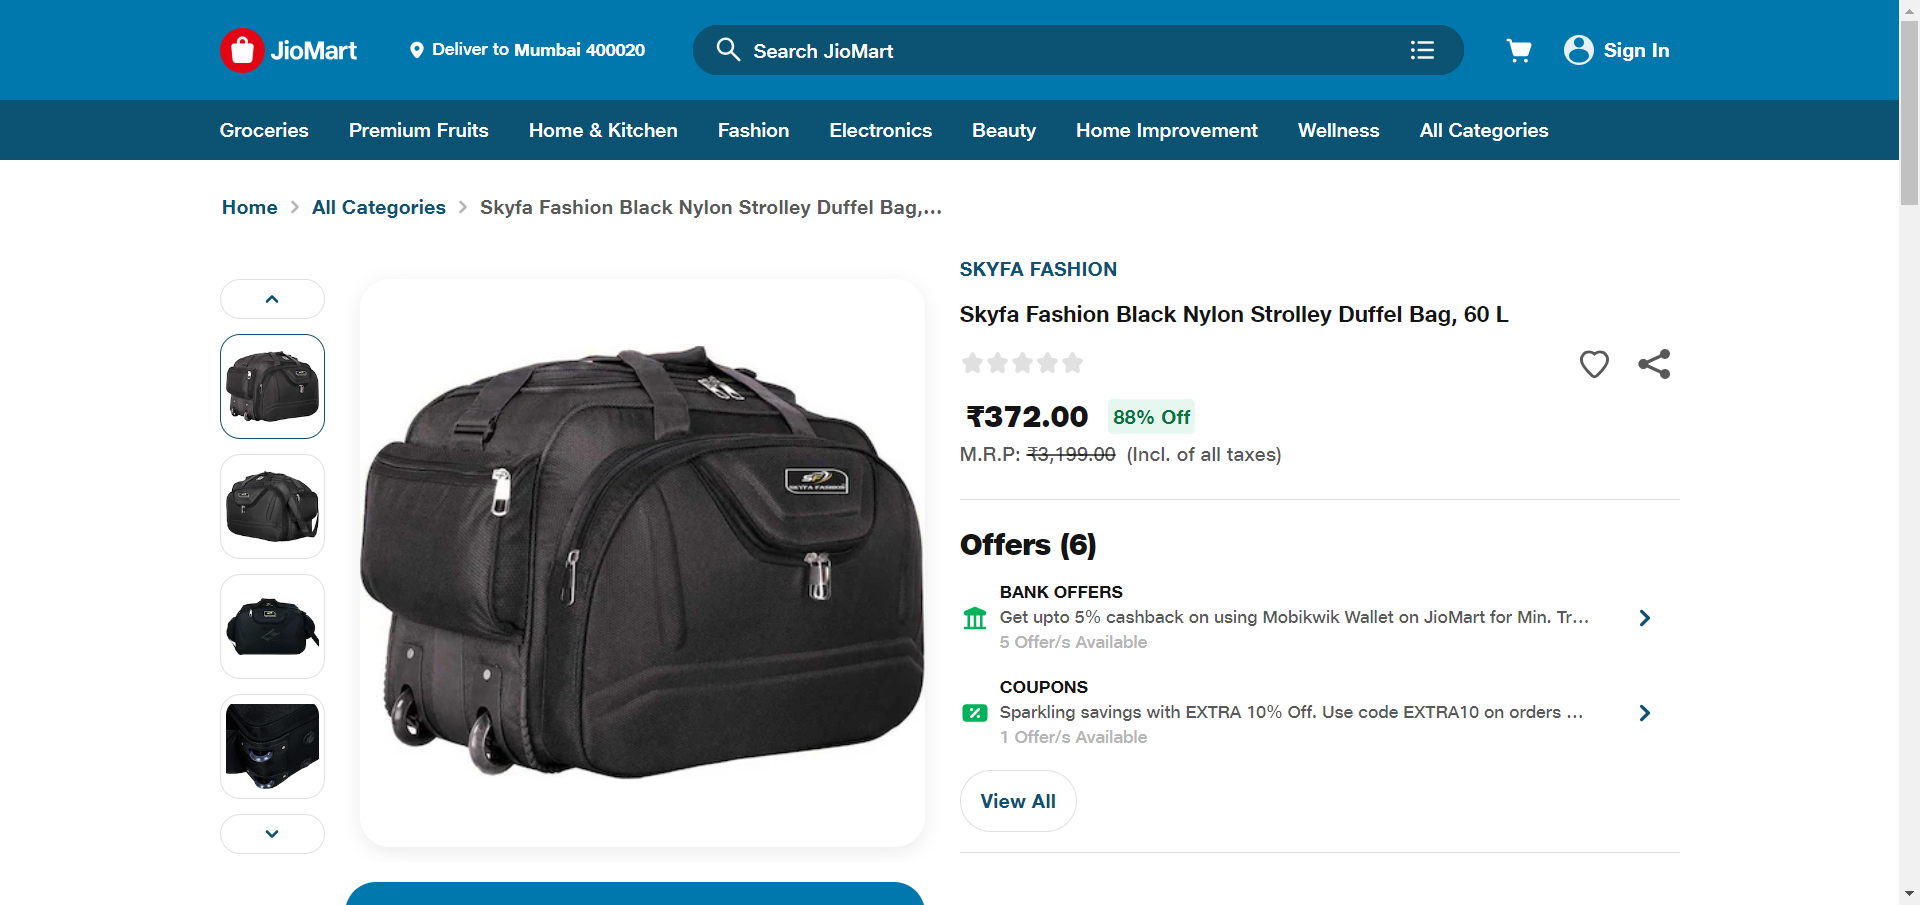 JioMart
Deliver to Mumbai 400020
Search JioMart
Sign In
Groceries
Premium Fruits
Home & Kitchen
Fashion
Electronics
Beauty
Home Improvement
Wellness
All Categories
Home > All Categories > Skyfa Fashion Black Nylon Strolley Duffel Bag,...
SKYFA FASHION
Skyfa Fashion Black Nylon Strolley Duffel Bag, 60 L
₹372.00 88% Off
M.R.P: ₹3,199.00 (Incl. of all taxes)
SF
SKYFA FASHION
Offers (6)
BANK OFFERS
Get upto 5% cashback on using Mobikwik Wallet on JioMart for Min. Tr...
5 Offer/s Available
COUPONS
Sparkling savings with EXTRA 10% Off. Use code EXTRA10 on orders ...
1 Offer/s Available
View All